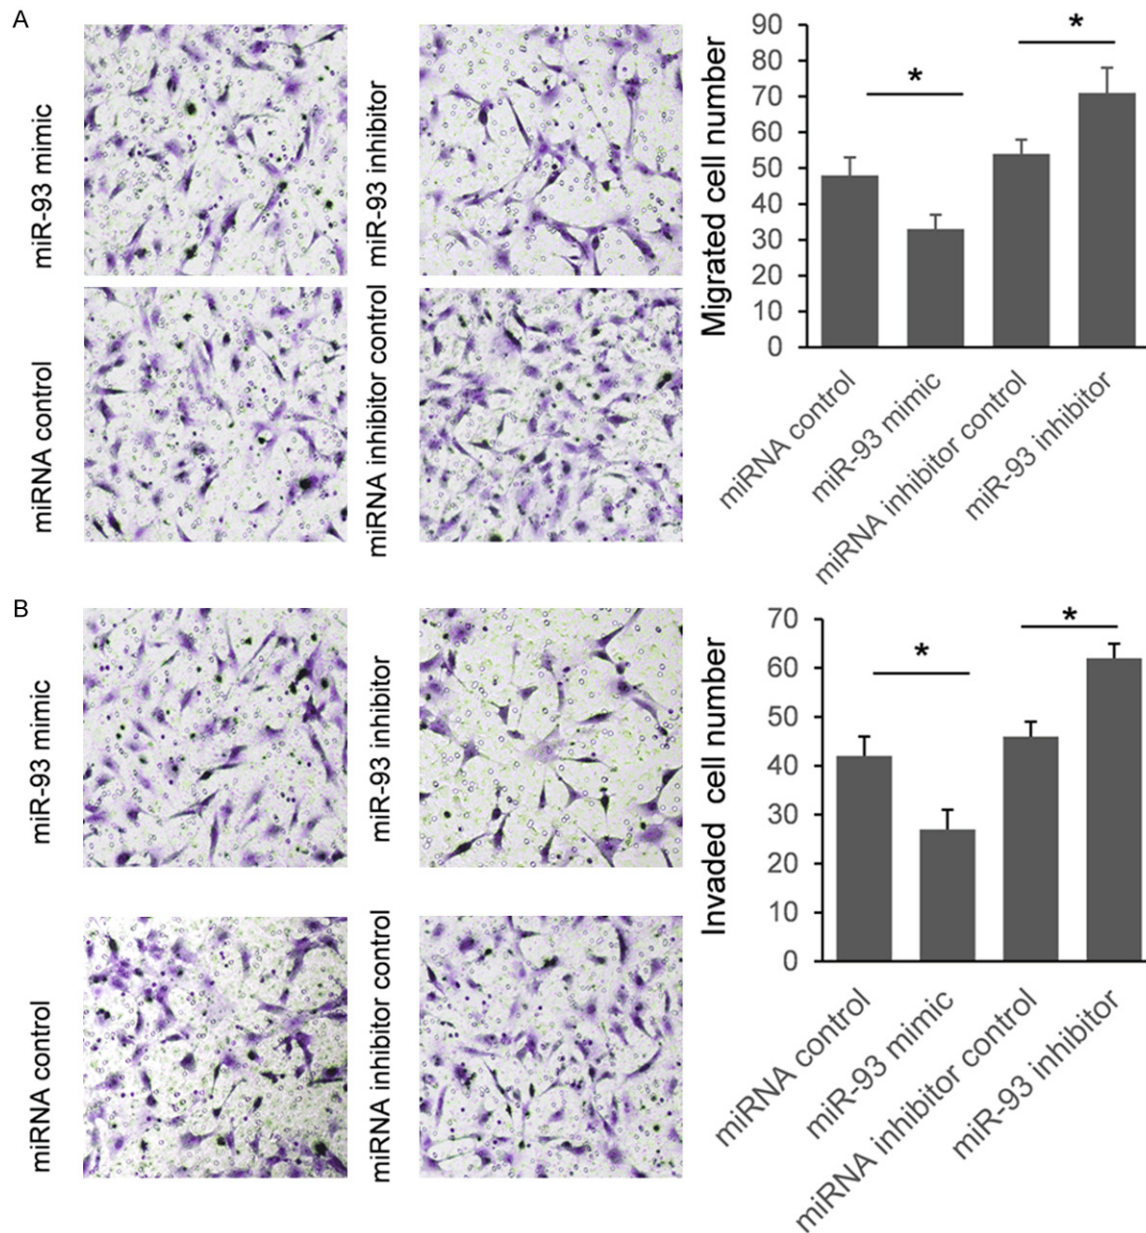 A
miR-93 mimic
miR-93 inhibitor
miRNA control
miRNA inhibitor control
Migrated cell number
90
80
70
60
50
40
30
20
10
0
*
*
miRNA control
miR-93 mimic
miRNA inhibitor control
miR-93 inhibitor
B
miR-93 mimic
miR-93 inhibitor
miRNA control
miRNA inhibitor control
Invaded cell number
70
60
50
40
30
20
10
0
*
*
miRNA control
miR-93 mimic
miRNA inhibitor control
miR-93 inhibitor